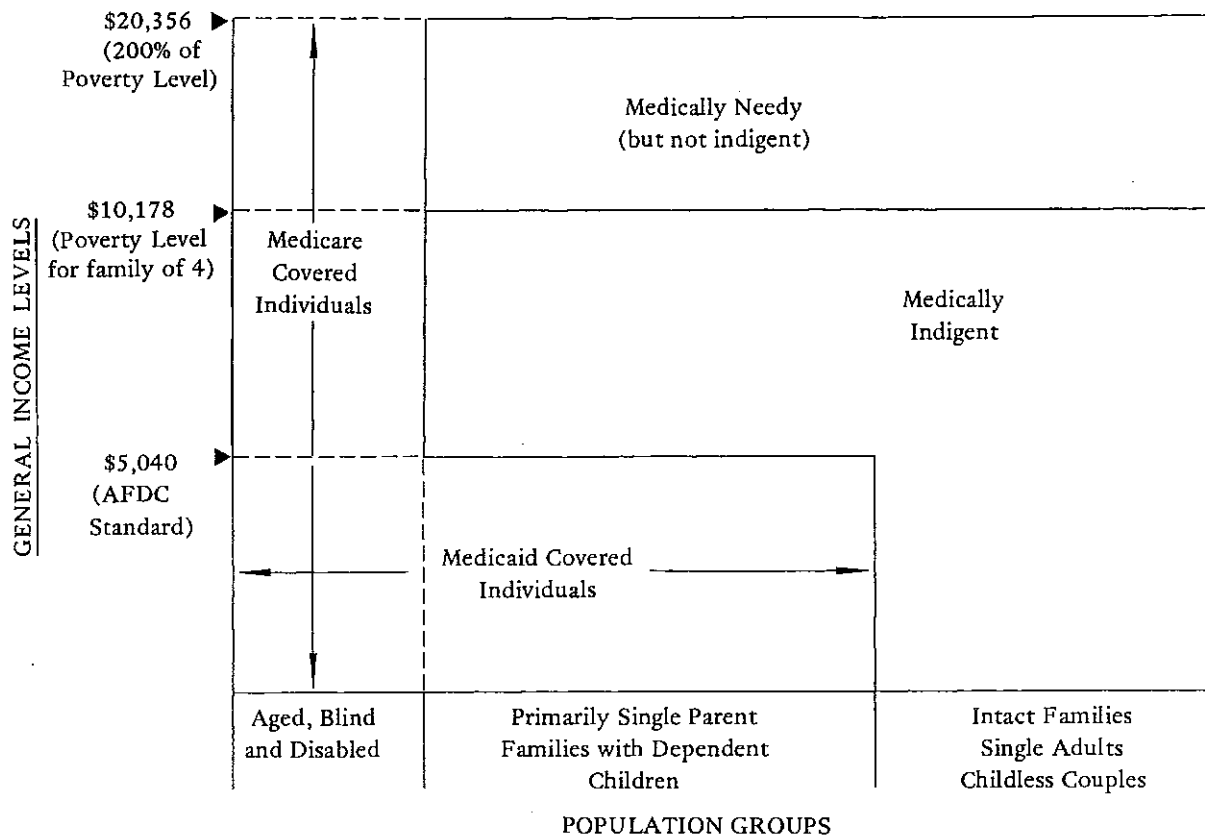 $20,356
(200% of
Poverty Level)
Medically Needy
(but not indigent)
$10,178
(Poverty Level
for family of 4)
Medicare
Covered
Individuals
Medically
Indigent
GENERAL INCOME LEVELS
$5,040
(AFDC
Standard)
Medicaid Covered
Individuals
Aged, Blind
and Disabled
Primarily Single Parent
Families with Dependent
Children
Intact Families
Single Adults
Childless Couples
POPULATION GROUPS